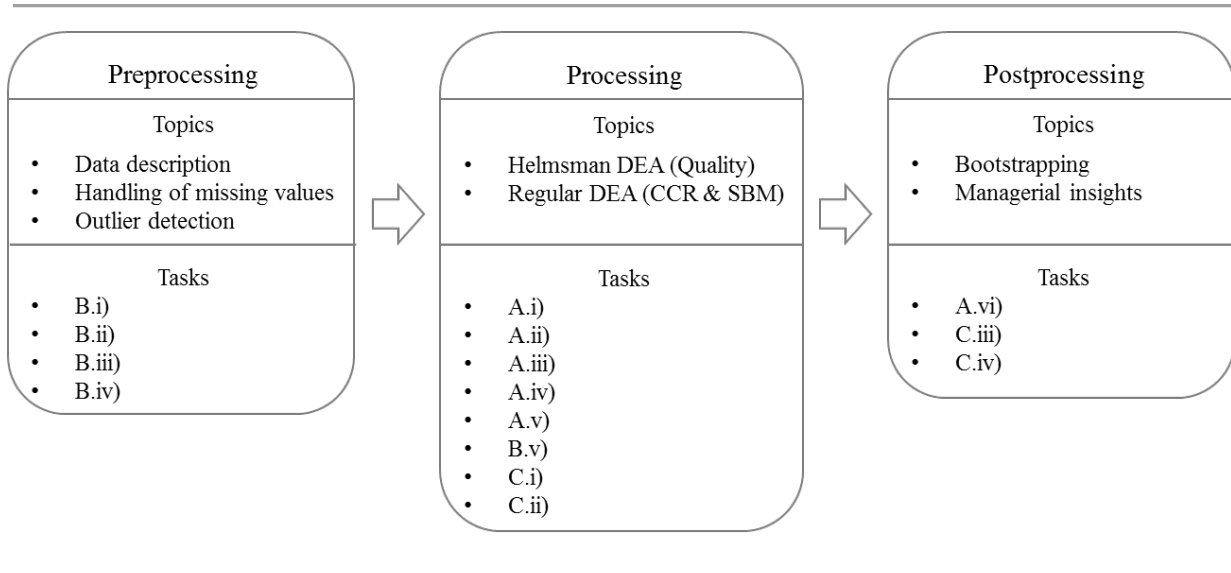 Preprocessing
Topics
• Data description
• Handling of missing values
• Outlier detection
Tasks
• B.i)
• B.ii)
• B.iii)
• B.iv)
Processing
Topics
• Helmsman DEA (Quality)
• Regular DEA (CCR & SBM)
Tasks
• A.i)
• A.ii)
• A.iii)
• A.iv)
• A.v)
• B.v)
• C.i)
• C.ii)
Postprocessing
Topics
• Bootstrapping
• Managerial insights
Tasks
• A.vi)
• C.iii)
• C.iv)